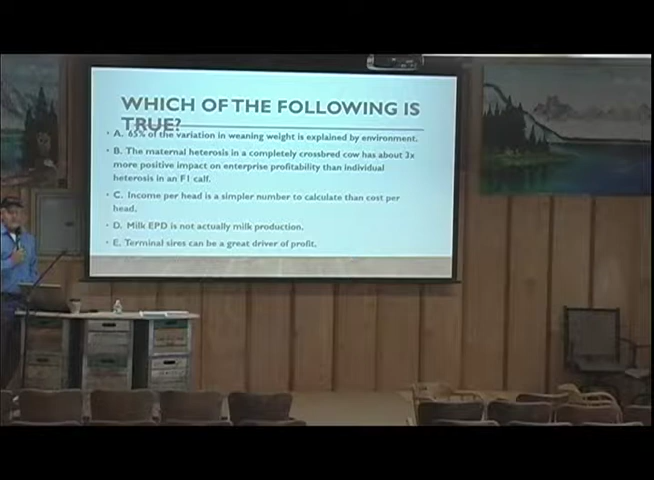 WHICH OF THE FOLLOWING IS
TRUE?
• A. 65% of the variation in weaning weight is explained by environment.
• B. The maternal heterosis in a completely crossbred cow has about 3x
more positive impact on enterprise profitability than individual
heterosis in an F1 calf.
• C. Income per head is a simpler number to calculate than cost per
head.
• D. Milk EPD is not actually milk production.
• E. Terminal sires can be a great driver of profit.